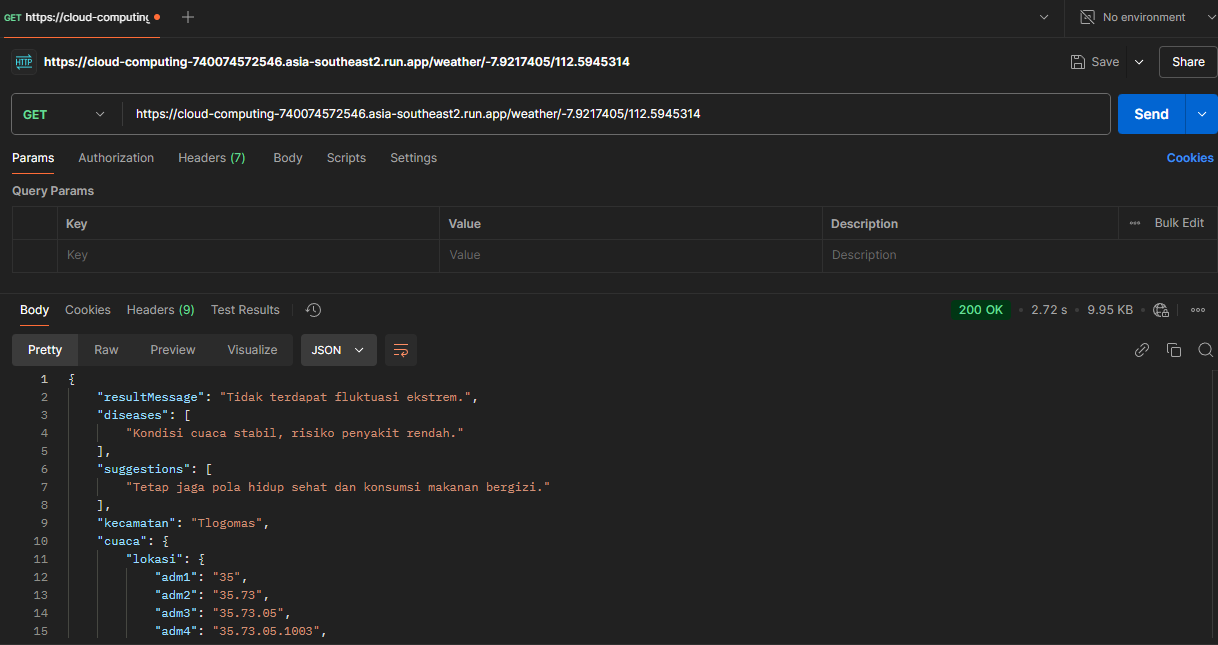 GET https://cloud-computing
No environment
HTTP https://cloud-computing-740074572546.asia-southeast2.run.app/weather/-7.9217405/112.5945314 Save Share
GET https://cloud-computing-740074572546.asia-southeast2.run.app/weather/-7.9217405/112.5945314 Send
Params Authorization Headers (7) Body Scripts Settings Cookies
Query Params
Key Value Description Bulk Edit
Key Value Description
Body Cookies Headers (9) Test Results 200 OK 2.72 s 9.95 KB
Pretty Raw Preview Visualize JSON
1 {
2 "resultMessage": "Tidak terdapat fluktuasi ekstrem.",
3 "diseases": [
4 "Kondisi cuaca stabil, risiko penyakit rendah."
5 ],
6 "suggestions": [
7 "Tetap jaga pola hidup sehat dan konsumsi makanan bergizi."
8 ],
9 "kecamatan": "Tlogomas",
10 "cuaca": {
11 "lokasi": {
12 "adm1": "35",
13 "adm2": "35.73",
14 "adm3": "35.73.05",
15 "adm4": "35.73.05.1003",